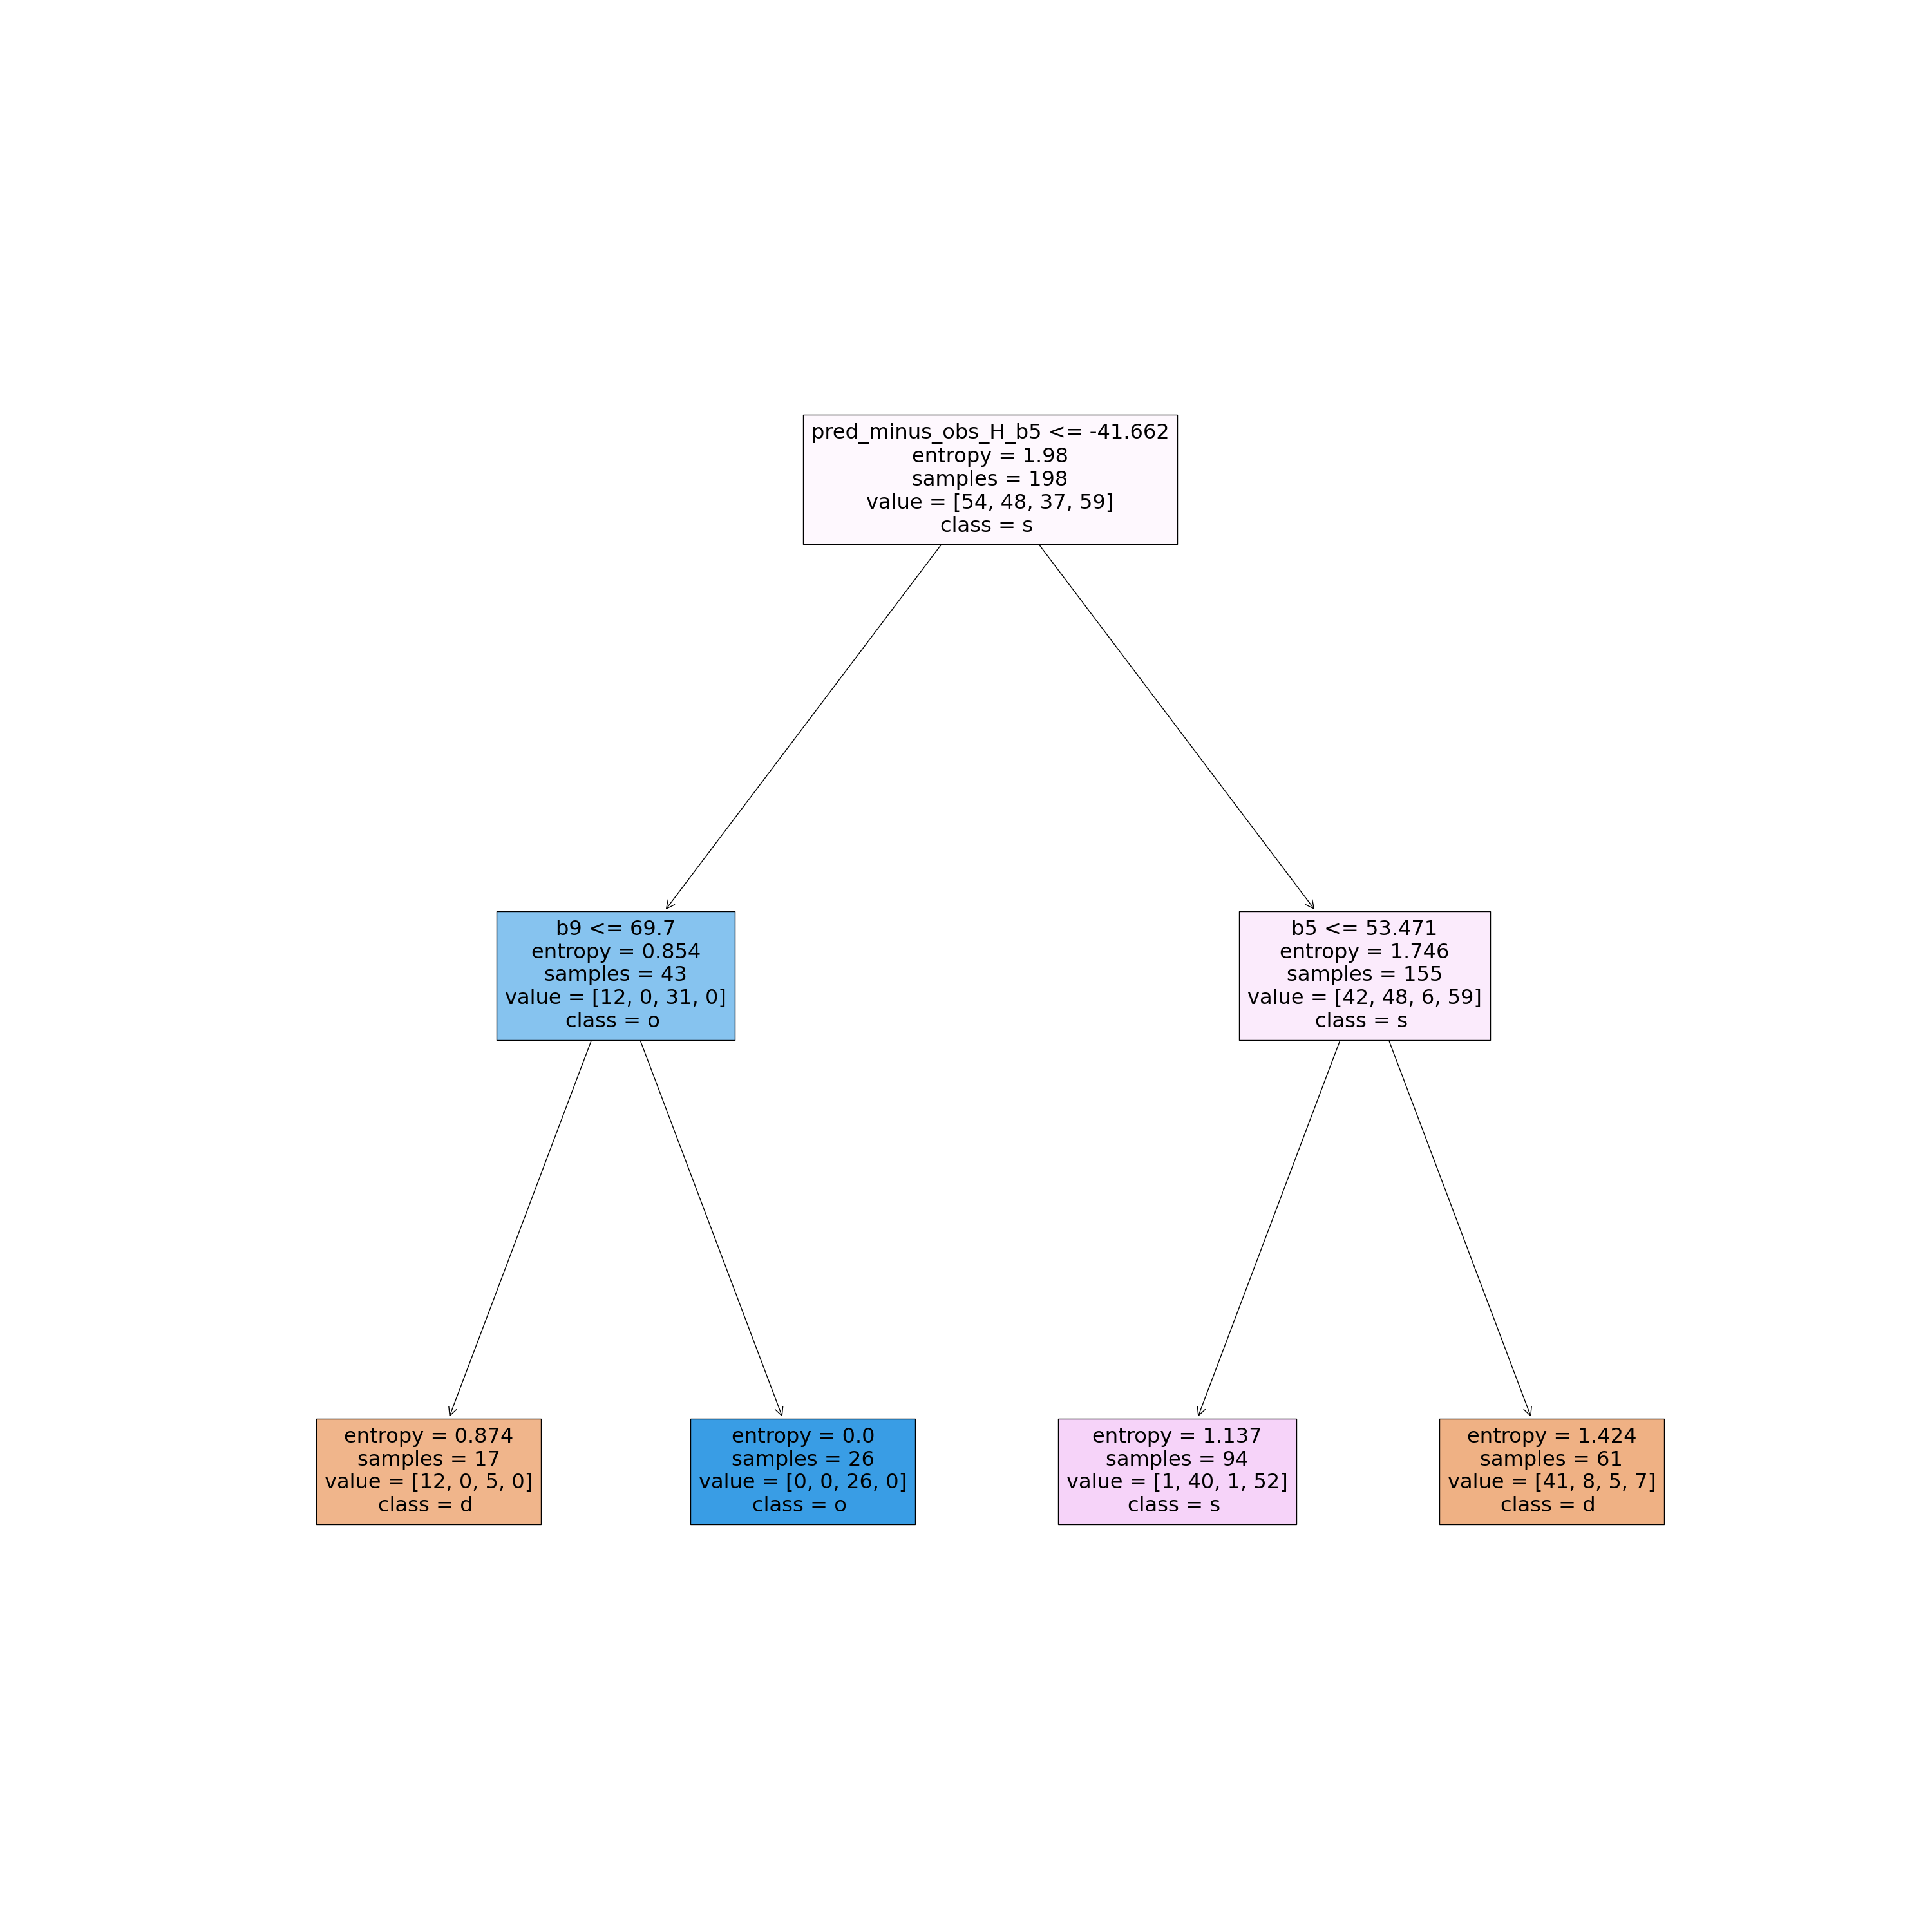 pred_minus_obs_H_b5 <= -41.662
entropy = 1.98
samples = 198
value = [54, 48, 37, 59]
class = s
b9 <= 69.7
entropy = 0.854
samples = 43
value = [12, 0, 31, 0]
class = o
b5 <= 53.471
entropy = 1.746
samples = 155
value = [42, 48, 6, 59]
class = s
entropy = 0.874
samples = 17
value = [12, 0, 5, 0]
class = d
entropy = 0.0
samples = 26
value = [0, 0, 26, 0]
class = o
entropy = 1.137
samples = 94
value = [1, 40, 1, 52]
class = s
entropy = 1.424
samples = 61
value = [41, 8, 5, 7]
class = d